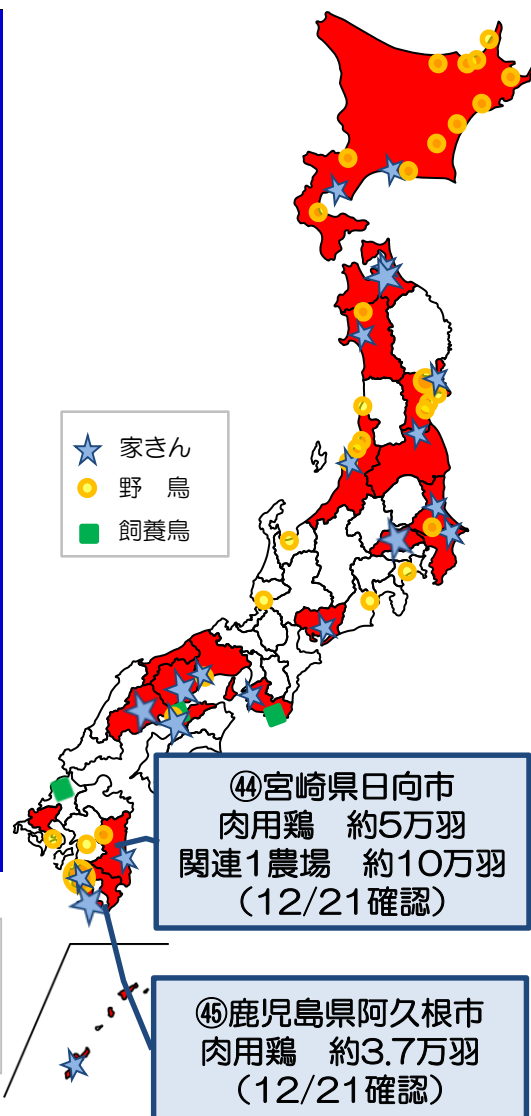 家きん
野　鳥
飼養鳥
㊹宮崎県日向市
肉用鶏　約5万羽
関連1農場　約10万羽
（12/21確認）
㊺鹿児島県阿久根市
肉用鶏　約3.7万羽
（12/21確認）